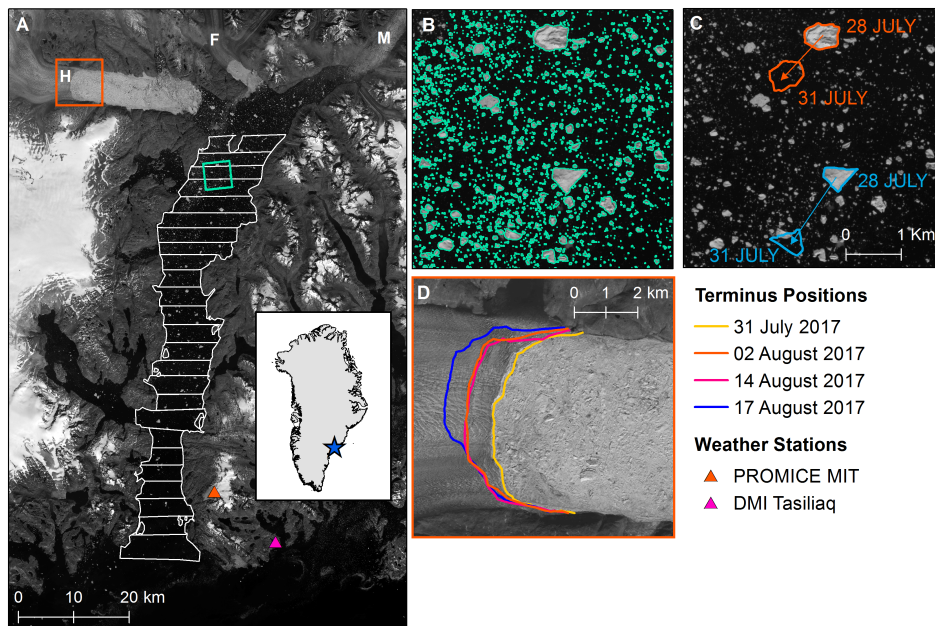 A
F
M
H
0 10 20 km
B
C
28 JULY
31 JULY
28 JULY
31 JULY
0 1 Km
D
0 1 2 km
Terminus Positions
31 July 2017
02 August 2017
14 August 2017
17 August 2017
Weather Stations
PROMICE MIT
DMI Tasiliaq